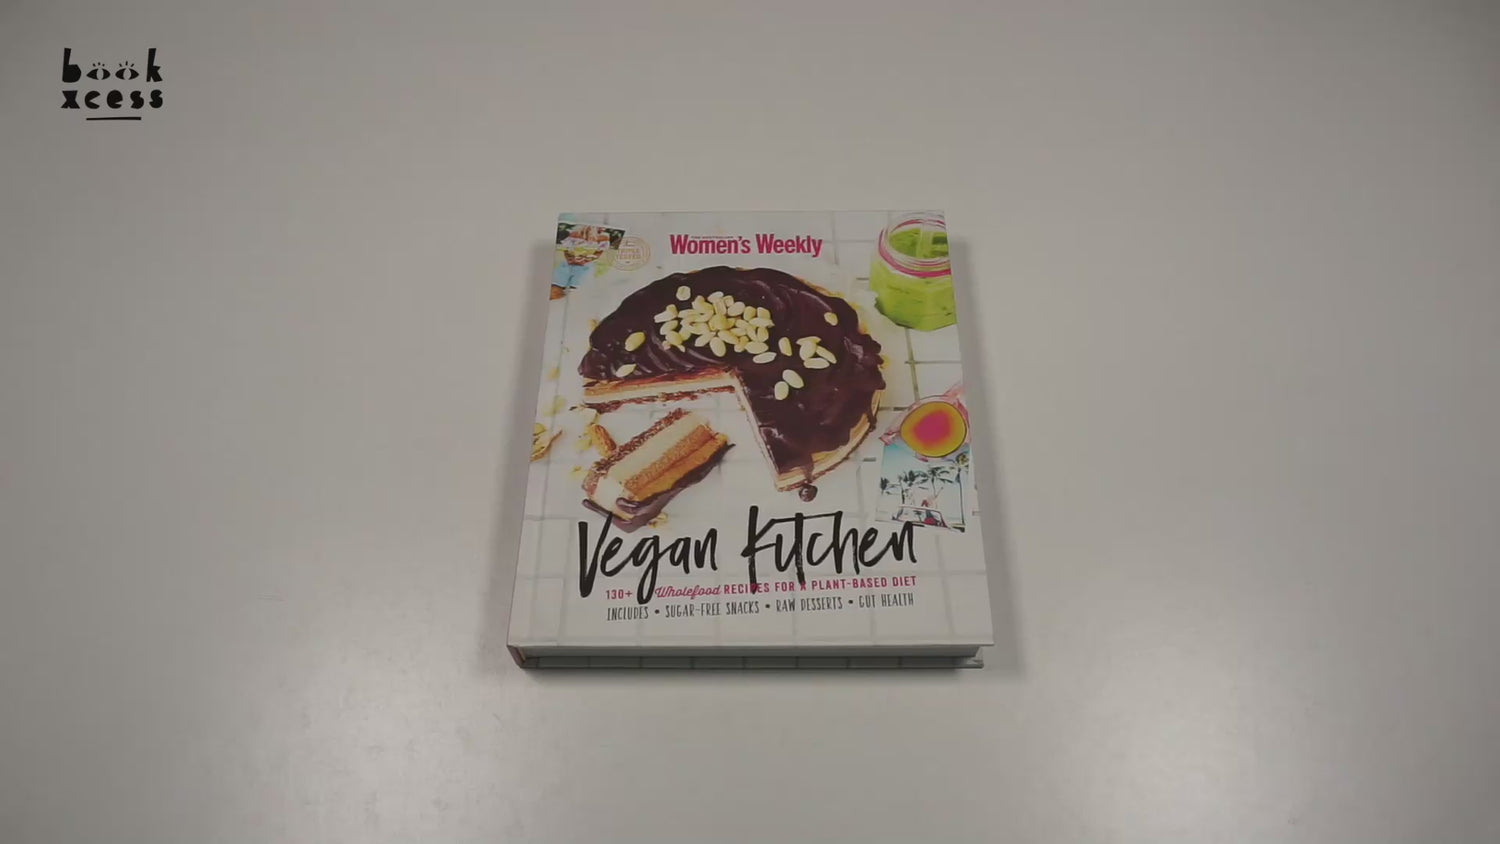 book
xcess
Women's Weekly
Vegan Kitchen
130+ Wholefood RECIPES FOR A PLANT-BASED DIET
INCLUDES • SUGAR-FREE SNACKS • RAW DESSERTS • GUT HEALTH